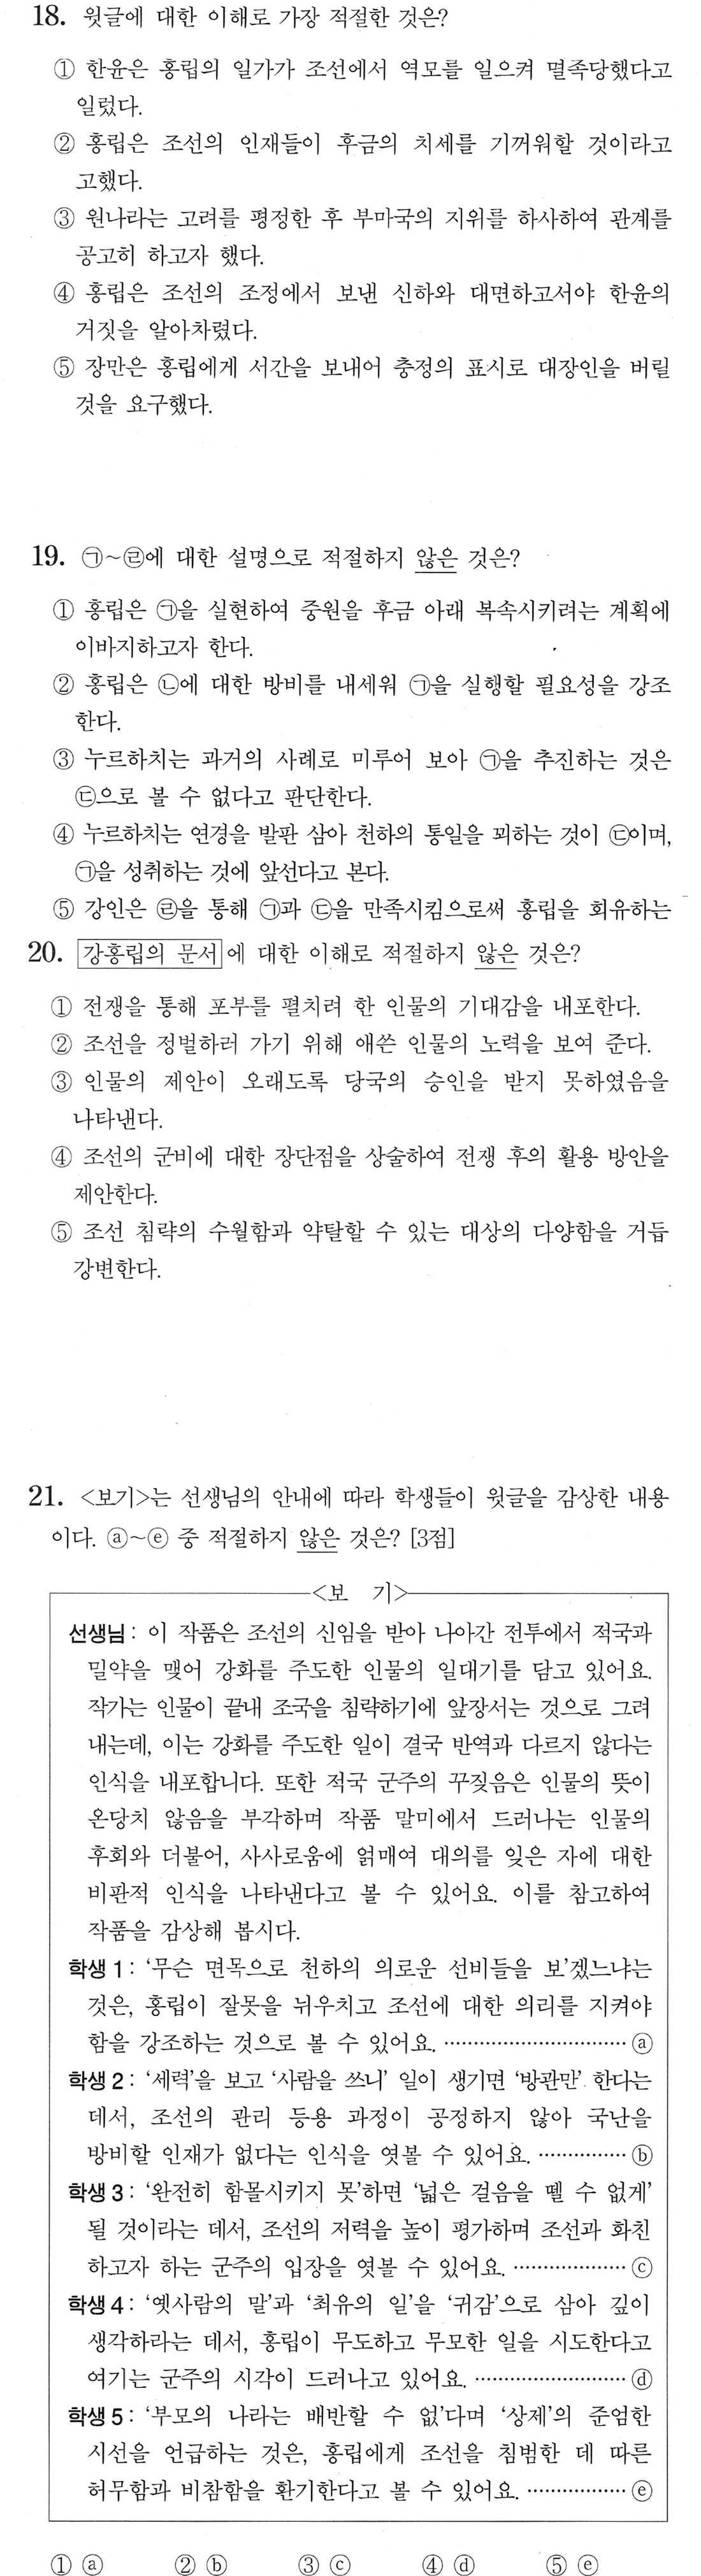 18. 윗글에 대한 이해로 가장 적절한 것은?
① 한윤은 홍립의 일가가 조선에서 역모를 일으켜 멸족당했다고
일렀다.
② 홍립은 조선의 인재들이 후금의 치세를 기꺼워할 것이라고
고했다.
③ 원나라는 고려를 평정한 후 부마국의 지위를 하사하여 관계를
공고히 하고자 했다.
④ 홍립은 조선의 조정에서 보낸 신하와 대면하고서야 한윤의
거짓을 알아차렸다.
⑤ 장만은 홍립에게 서간을 보내어 충정의 표시로 대장인을 버릴
것을 요구했다.
19. ㉠~㉣에 대한 설명으로 적절하지 않은 것은?
① 홍립은 ㉠을 실현하여 중원을 후금 아래 복속시키려는 계획에
이바지하고자 한다.
② 홍립은 ㉡에 대한 방비를 내세워 ㉠을 실행할 필요성을 강조
한다.
③ 누르하치는 과거의 사례로 미루어 보아 ㉠을 추진하는 것은
㉢으로 볼 수 없다고 판단한다.
④ 누르하치는 연경을 발판 삼아 천하의 통일을 꾀하는 것이 ㉢이며,
㉠을 성취하는 것에 앞선다고 본다.
⑤ 강인은 ㉣을 통해 ㉠과 ㉢을 만족시킴으로써 홍립을 회유하는
20. 강홍립의 문서에 대한 이해로 적절하지 않은 것은?
① 전쟁을 통해 포부를 펼치려 한 인물의 기대감을 내포한다.
② 조선을 정벌하러 가기 위해 애쓴 인물의 노력을 보여 준다.
③ 인물의 제안이 오래도록 당국의 승인을 받지 못하였음을
나타낸다.
④ 조선의 군비에 대한 장단점을 상술하여 전쟁 후의 활용 방안을
제안한다.
⑤ 조선 침략의 수월함과 약탈할 수 있는 대상의 다양함을 거듭
강변한다.
21. <보기>는 선생님의 안내에 따라 학생들이 윗글을 감상한 내용
이다. ⓐ~ⓔ 중 적절하지 않은 것은? [3점]
<보 기>
선생님: 이 작품은 조선의 신임을 받아 나아간 전투에서 적국과
밀약을 맺어 강화를 주도한 인물의 일대기를 담고 있어요.
작가는 인물이 끝내 조국을 침략하기에 앞장서는 것으로 그려
내는데, 이는 강화를 주도한 일이 결국 반역과 다르지 않다는
인식을 내포합니다. 또한 적국 군주의 꾸짖음은 인물의 뜻이
온당치 않음을 부각하며 작품 말미에서 드러나는 인물의
후회와 더불어, 사사로움에 얽매여 대의를 잊은 자에 대한
비판적 인식을 나타낸다고 볼 수 있어요. 이를 참고하여
작품을 감상해 봅시다.
학생 1: ‘무슨 면목으로 천하의 의로운 선비들을 보’겠느냐는
것은, 홍립이 잘못을 뉘우치고 조선에 대한 의리를 지켜야
함을 강조하는 것으로 볼 수 있어요. ⋯⋯⋯⋯⋯⋯ ⓐ
학생 2: ‘세력’을 보고 ‘사람을 쓰니’ 일이 생기면 ‘방관만’ 한다는
데서, 조선의 관리 등용 과정이 공정하지 않아 국난을
방비할 인재가 없다는 인식을 엿볼 수 있어요. ⋯⋯⋯ ⓑ
학생 3: ‘완전히 함몰시키지 못’하면 ‘넓은 걸음을 뗄 수 없게’
될 것이라는 데서, 조선의 저력을 높이 평가하며 조선과 화친
하고자 하는 군주의 입장을 엿볼 수 있어요. ⋯⋯⋯⋯ ⓒ
학생 4: ‘옛사람의 말’과 ‘최유의 일’을 ‘귀감’으로 삼아 깊이
생각하라는 데서, 홍립이 무도하고 무모한 일을 시도한다고
여기는 군주의 시각이 드러나고 있어요. ⋯⋯⋯⋯⋯ ⓓ
학생 5: ‘부모의 나라는 배반할 수 없’다며 ‘상제’의 준엄한
시선을 언급하는 것은, 홍립에게 조선을 침범한 데 따른
허무함과 비참함을 환기한다고 볼 수 있어요. ⋯⋯⋯ ⓔ
① ⓐ ② ⓑ ③ ⓒ ④ ⓓ ⑤ ⓔ